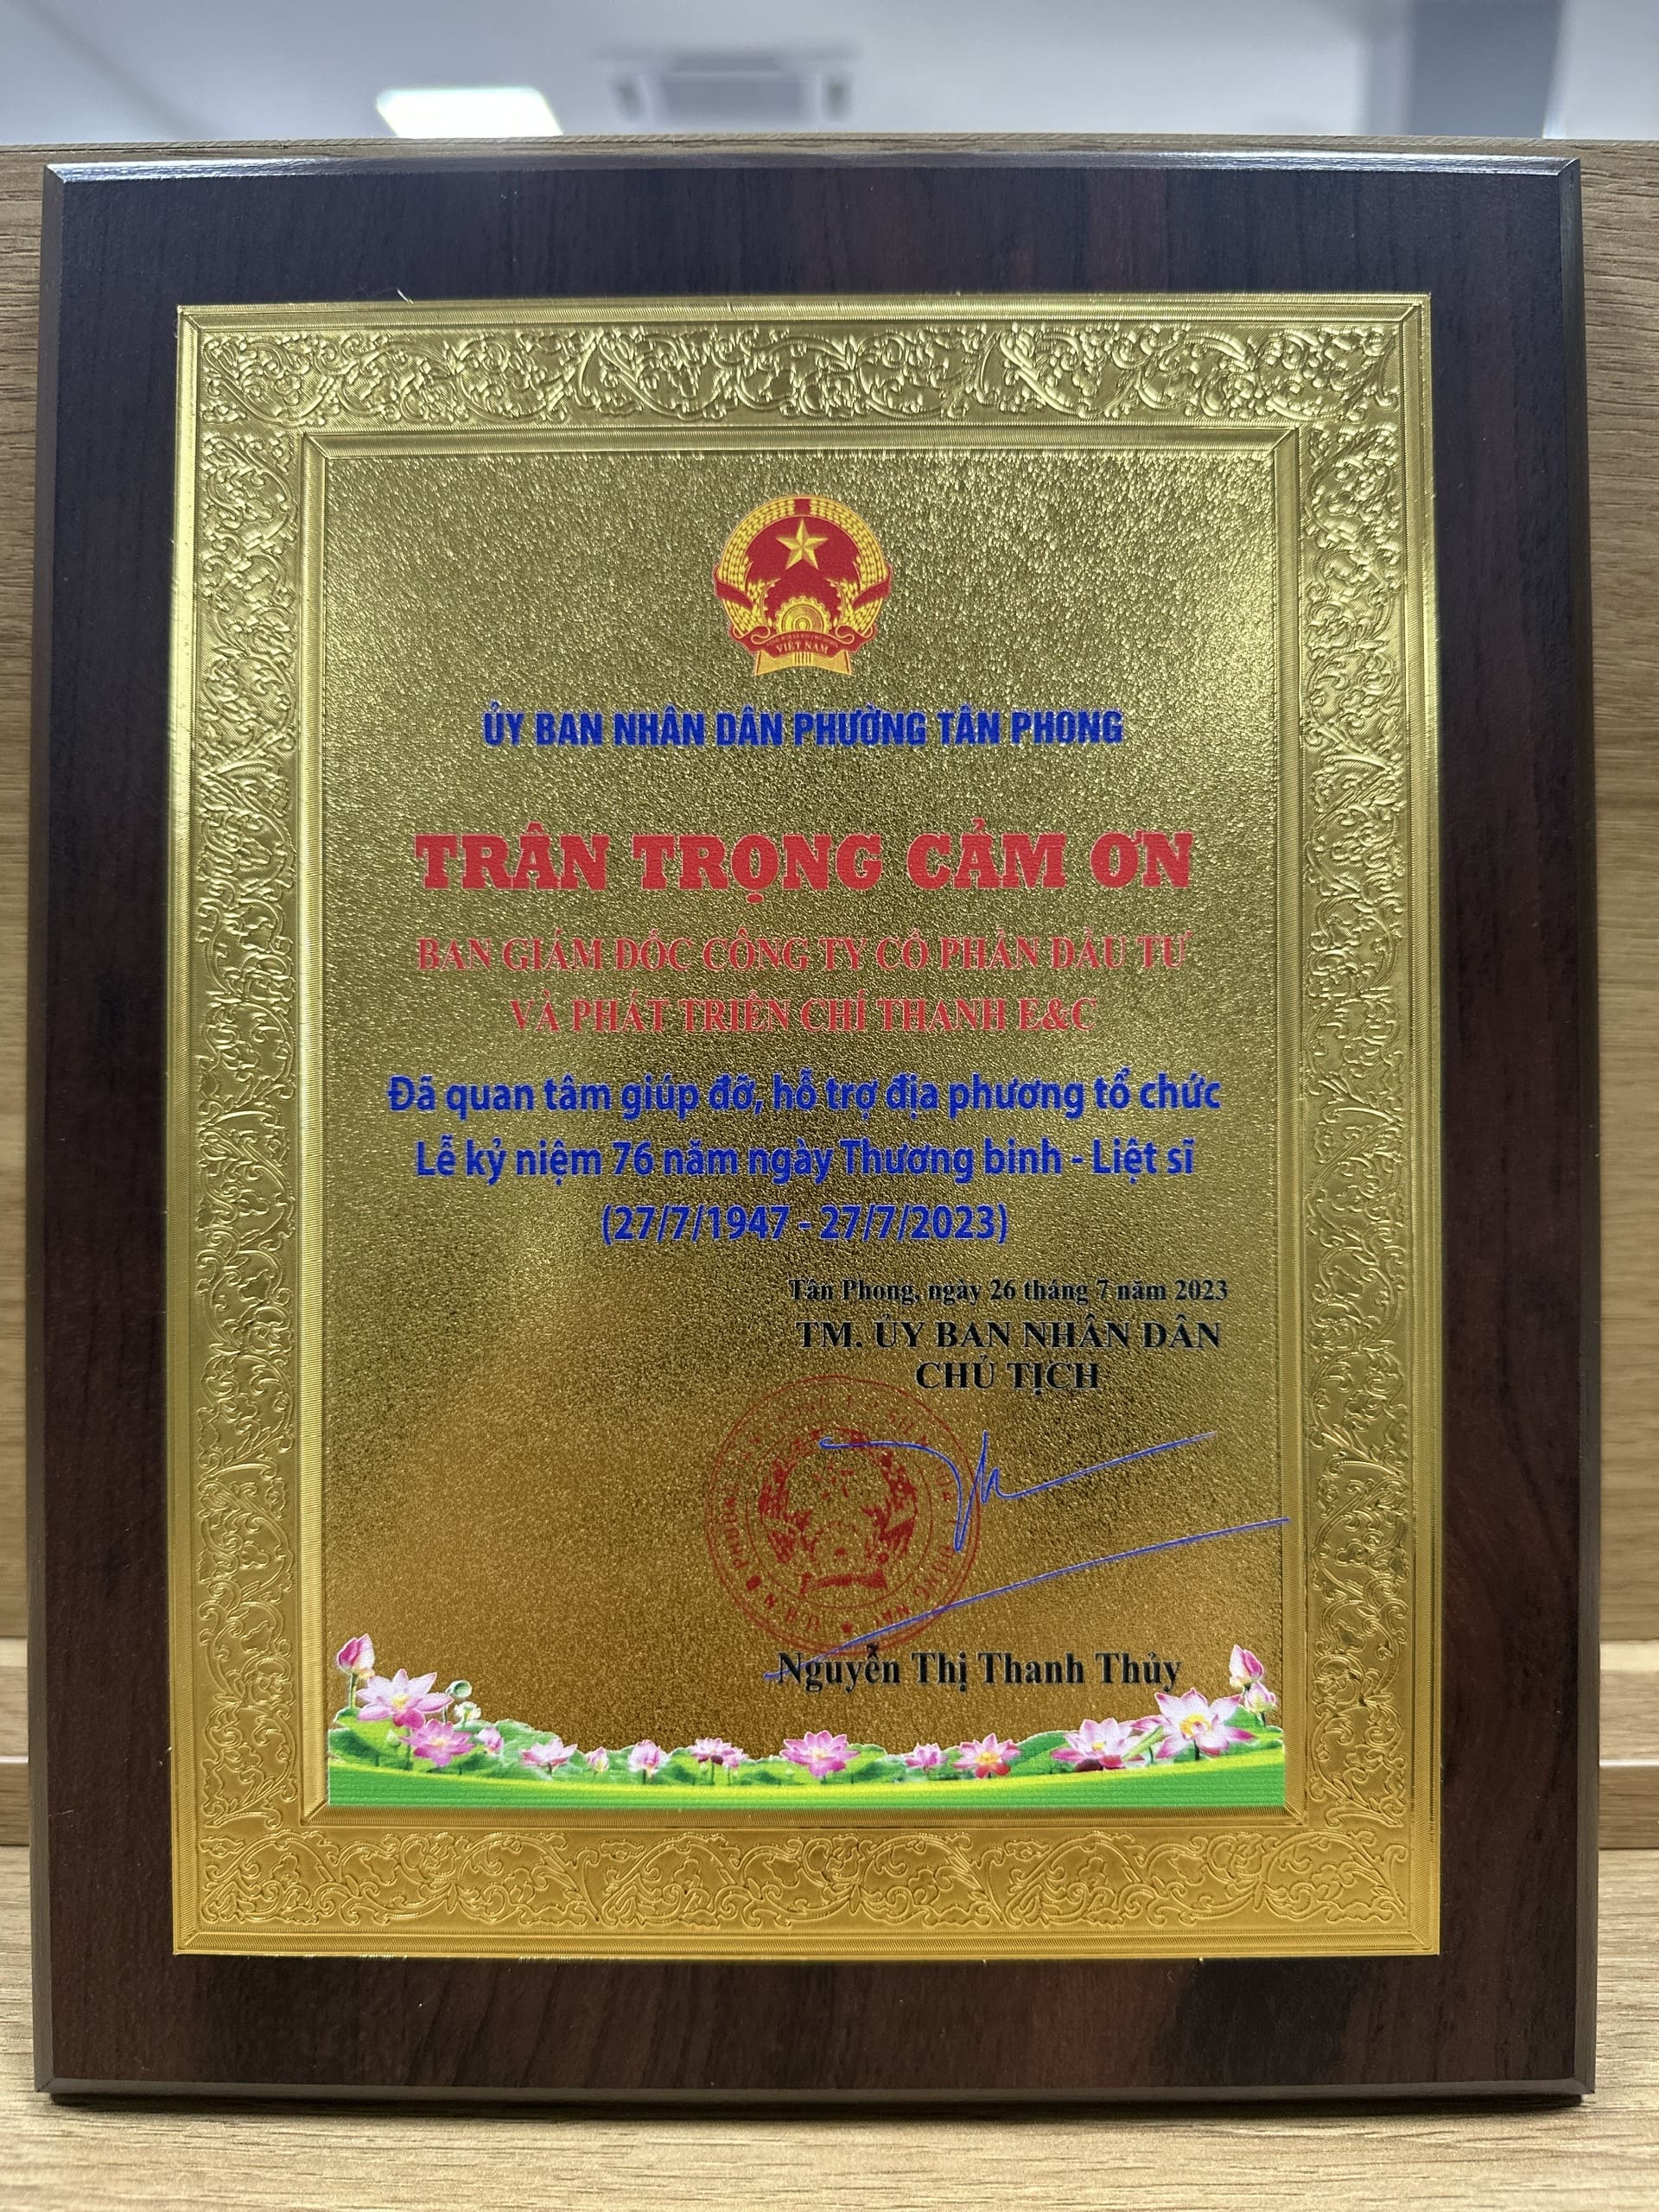 VIỆT NAM
ỦY BAN NHÂN DÂN PHƯỜNG TÂN PHONG
TRÂN TRỌNG CẢM ƠN
BAN GIÁM ĐỐC CÔNG TY CỔ PHẦN ĐẦU TƯ
VÀ PHÁT TRIỂN CHÍ THANH E&C
Đã quan tâm giúp đỡ, hỗ trợ địa phương tổ chức
Lễ kỷ niệm 76 năm ngày Thương binh - Liệt sĩ
(27/7/1947 - 27/7/2023)
Tân Phong, ngày 26 tháng 7 năm 2023
TM. ỦY BAN NHÂN DÂN
CHỦ TỊCH
Nguyễn Thị Thanh Thủy